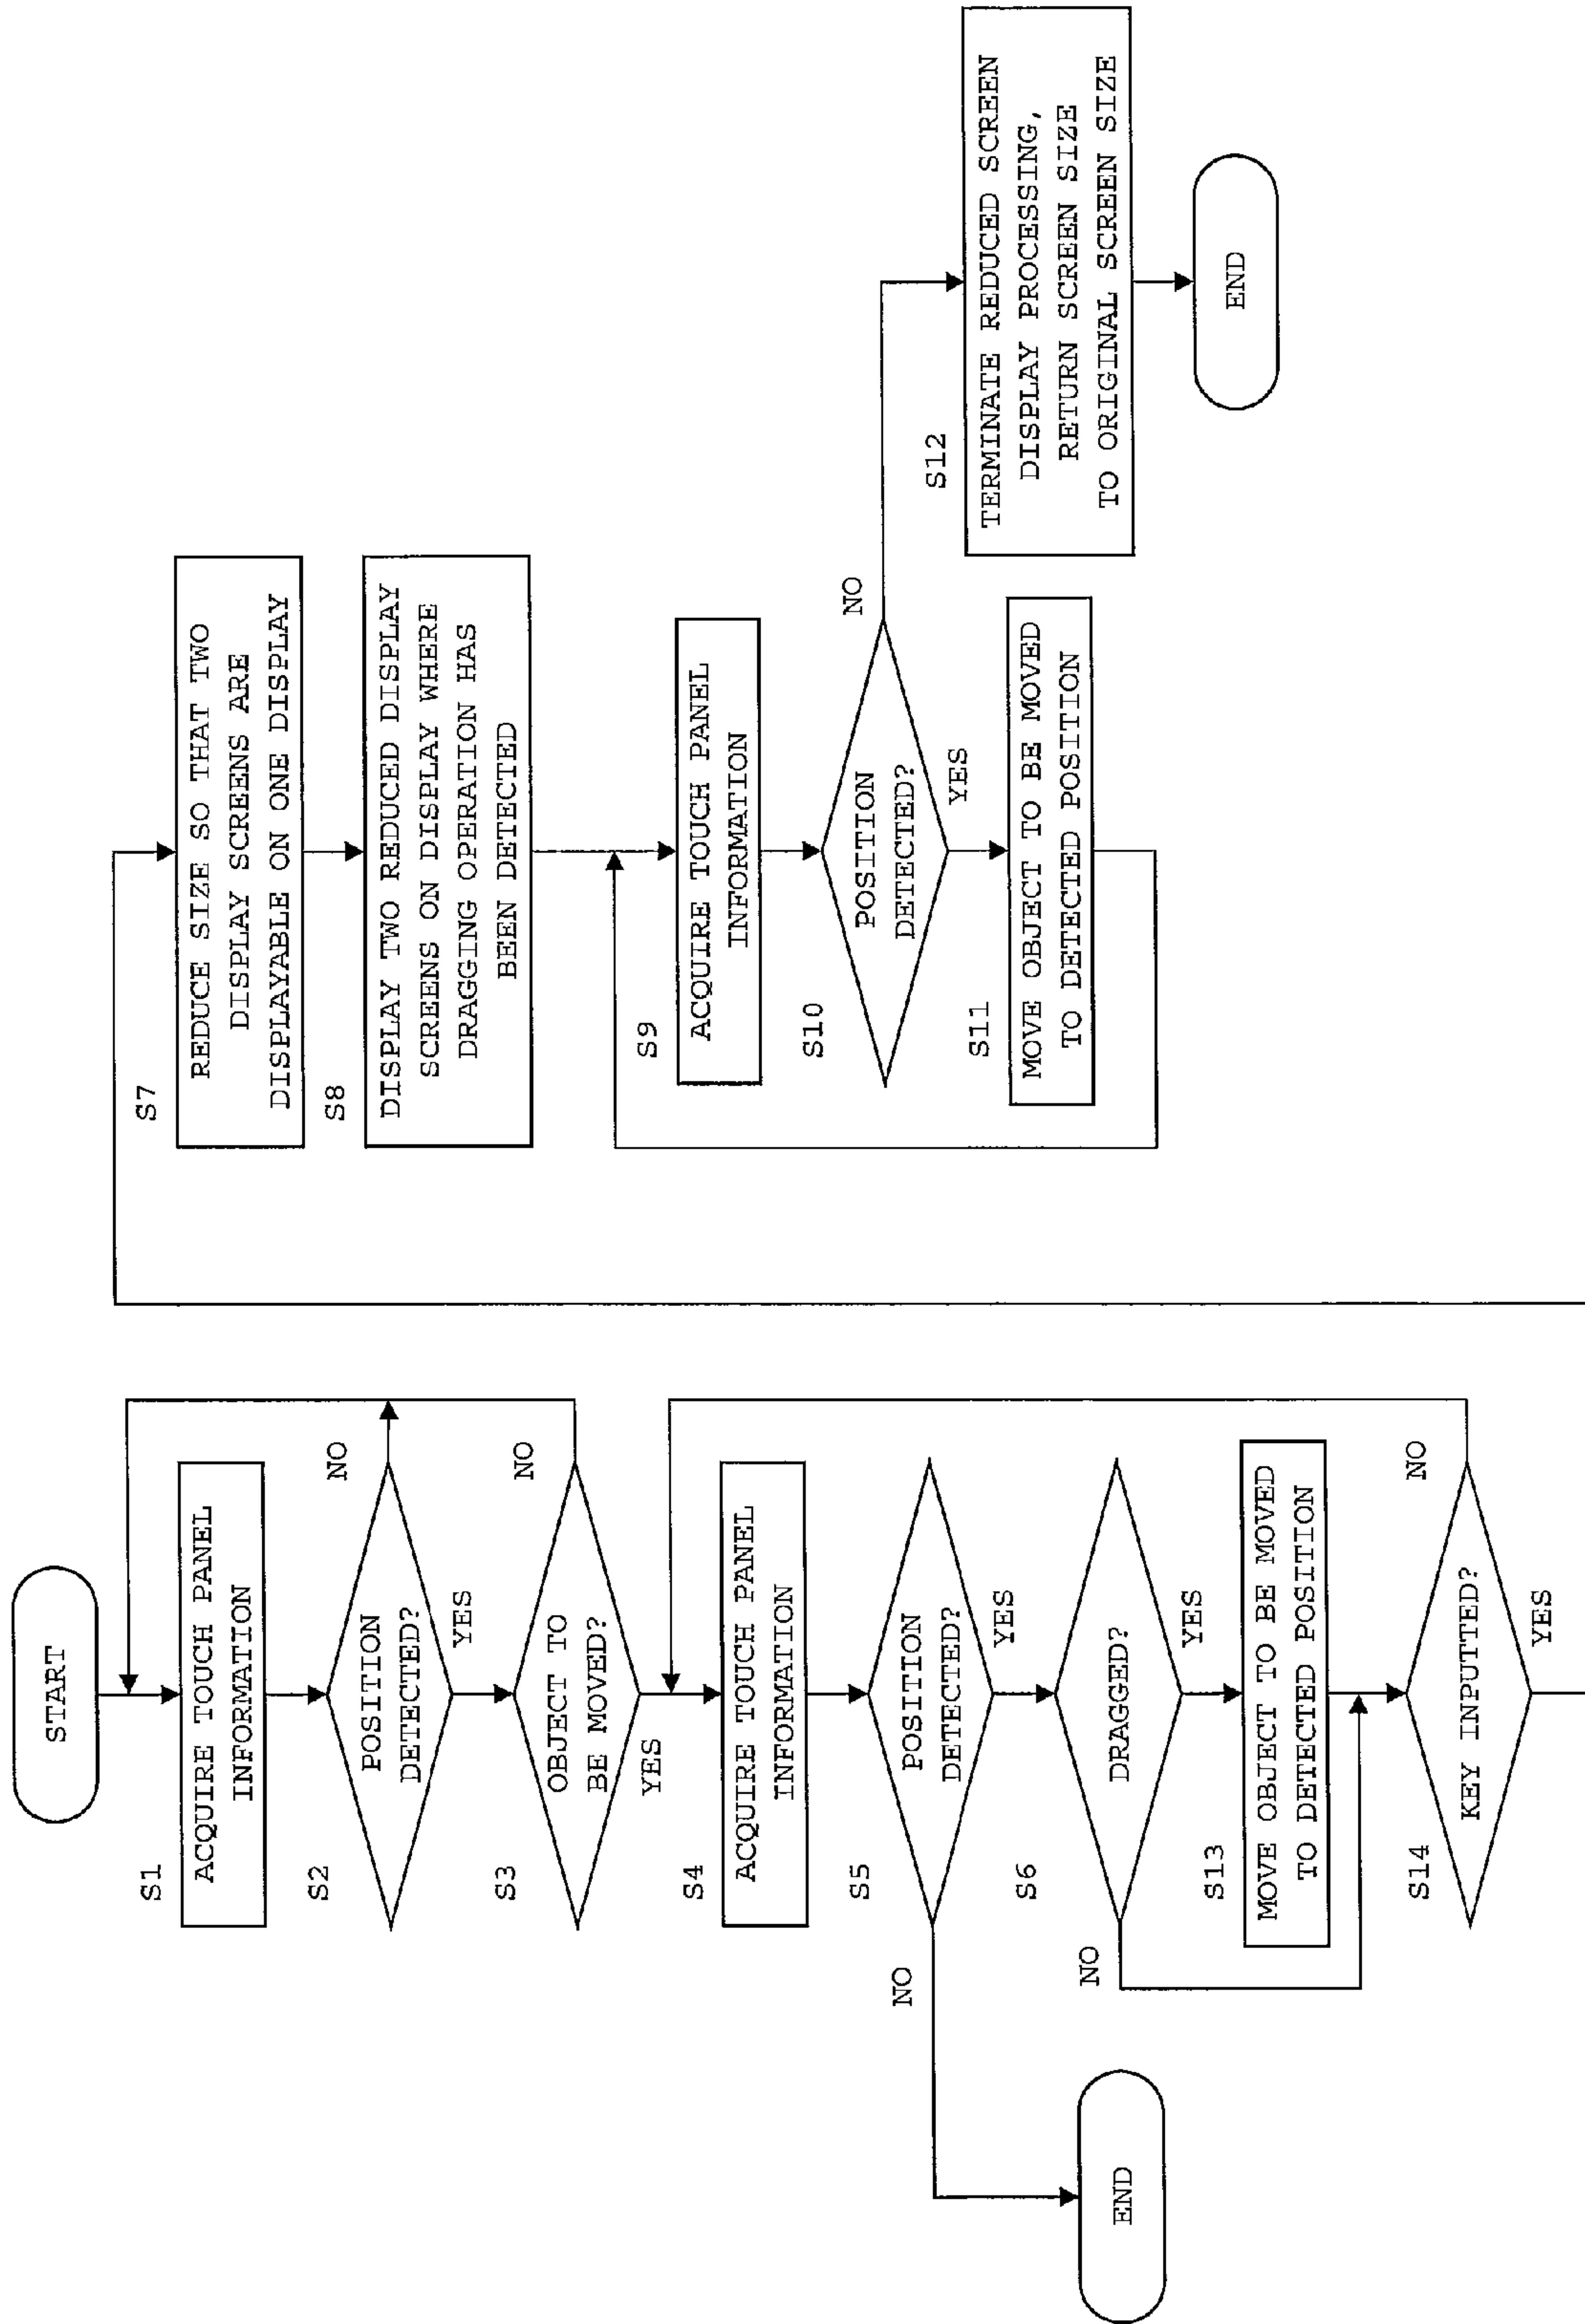 START
S1
ACQUIRE TOUCH PANEL
INFORMATION
S2
POSITION
DETECTED?
NO
YES
S3
OBJECT TO
BE MOVED?
NO
YES
S4
ACQUIRE TOUCH PANEL
INFORMATION
S5
POSITION
DETECTED?
NO
YES
END
S6
DRAGGED?
NO
YES
S13
MOVE OBJECT TO BE MOVED
TO DETECTED POSITION
S14
KEY INPUTTED?
NO
YES
S7
REDUCE SIZE SO THAT TWO
DISPLAY SCREENS ARE
DISPLAYABLE ON ONE DISPLAY
S8
DISPLAY TWO REDUCED DISPLAY
SCREENS ON DISPLAY WHERE
DRAGGING OPERATION HAS
BEEN DETECTED
S9
ACQUIRE TOUCH PANEL
INFORMATION
S10
POSITION
DETECTED?
NO
YES
S11
MOVE OBJECT TO BE MOVED
TO DETECTED POSITION
S12
TERMINATE REDUCED SCREEN
DISPLAY PROCESSING,
RETURN SCREEN SIZE
TO ORIGINAL SCREEN SIZE
END